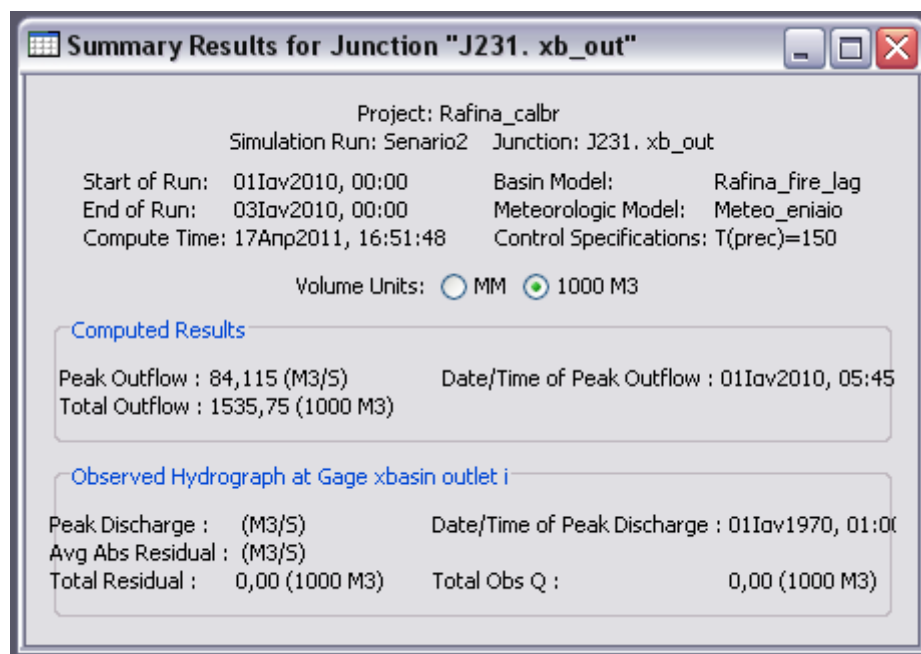 Summary Results for Junction "J231. xb_out"
Project: Rafina_calbr
Simulation Run: Senario2 Junction: J231. xb_out
Start of Run: 01Ιαν2010, 00:00 Basin Model: Rafina_fire_lag
End of Run: 03Ιαν2010, 00:00 Meteorologic Model: Meteo_eniaio
Compute Time: 17Απρ2011, 16:51:48 Control Specifications: T(prec)=150
Volume Units: MM 1000 M3
Computed Results
Peak Outflow : 84,115 (M3/S) Date/Time of Peak Outflow : 01Ιαν2010, 05:45
Total Outflow : 1535,75 (1000 M3)
Observed Hydrograph at Gage xbasin outlet i
Peak Discharge : (M3/S) Date/Time of Peak Discharge : 01Ιαν1970, 01:00
Avg Abs Residual : (M3/S)
Total Residual : 0,00 (1000 M3) Total Obs Q : 0,00 (1000 M3)